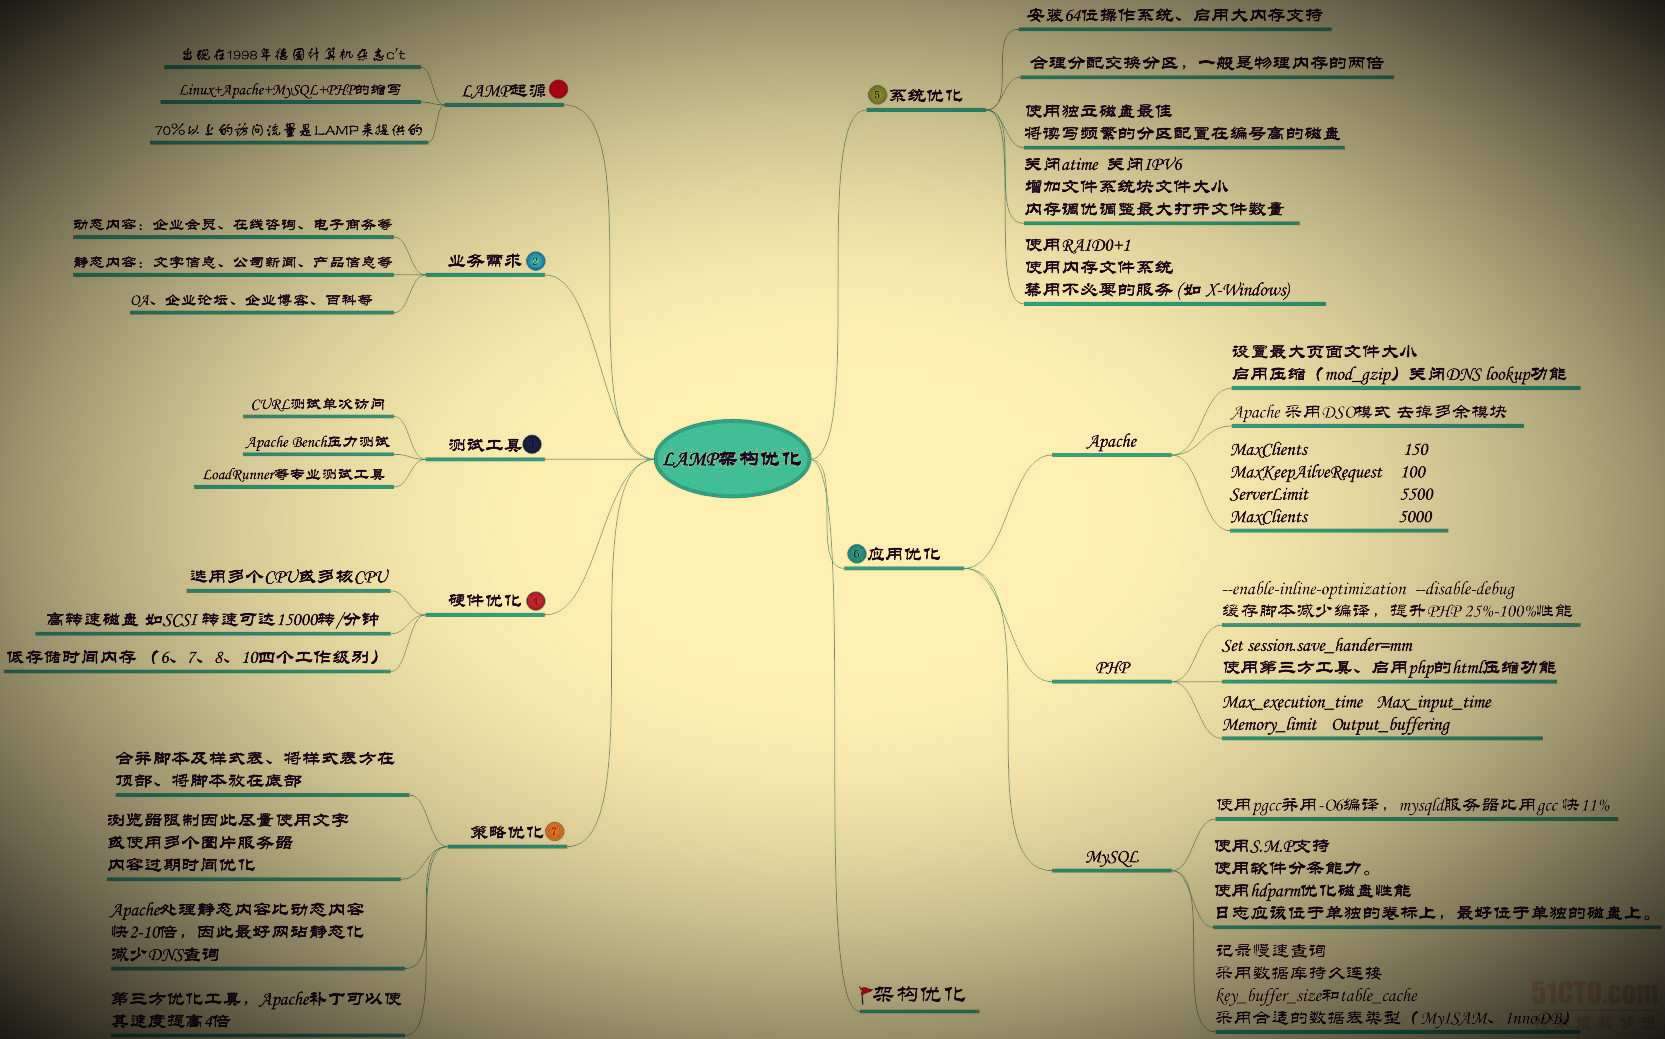 LAMP架构优化
LAMP起源
出现在1998年德国计算机杂志c't
Linux+Apache+MySQL+PHP的缩写
70%以上的访问流量是LAMP来提供的
业务需求 2
动态内容：企业会员、在线咨询、电子商务等
静态内容：文字信息、公司新闻、产品信息等
OA、企业论坛、企业博客、百科等
测试工具
CURL测试单次访问
Apache Bench压力测试
LoadRunner等专业测试工具
硬件优化 4
选用多个CPU或多核CPU
高转速磁盘 如SCSI 转速可达15000转/分钟
低存储时间内存 （6、7、8、10四个工作级别）
策略优化 7
合并脚本及样式表、将样式表方在
顶部、将脚本放在底部
浏览器限制因此尽量使用文字
或使用多个图片服务器
内容过期时间优化
Apache处理静态内容比动态内容
快2-10倍，因此最好网站静态化
减少DNS查询
第三方优化工具，Apache补丁可以使
其速度提高4倍
5 系统优化
安装64位操作系统、启用大内存支持
合理分配交换分区，一般是物理内存的两倍
使用独立磁盘最佳
将读写频繁的分区配置在编号高的磁盘
关闭atime 关闭IPV6
增加文件系统块文件大小
内存调优调整最大打开文件数量
使用RAID0+1
使用内存文件系统
禁用不必要的服务 (如 X-Windows)
6 应用优化
Apache
设置最大页面文件大小
启用压缩（mod_gzip）关闭DNS lookup功能
Apache 采用DSO模式 去掉多余模块
MaxClients 150
MaxKeepAilveRequest 100
ServerLimit 5500
MaxClients 5000
PHP
--enable-inline-optimization --disable-debug
缓存脚本减少编译，提升PHP 25%-100%性能
Set session.save_hander=mm
使用第三方工具、启用php的html压缩功能
Max_execution_time Max_input_time
Memory_limit Output_buffering
MySQL
使用pgcc并用-O6编译，mysqld服务器比用gcc 快11%
使用S.M.P支持
使用软件分条能力。
使用hdparm优化磁盘性能
日志应该位于单独的卷标上，最好位于单独的磁盘上。
记录慢速查询
采用数据库持久连接
key_buffer_size和table_cache
采用合适的数据表类型（MyISAM、InnoDB）
架构优化
51CTO.com